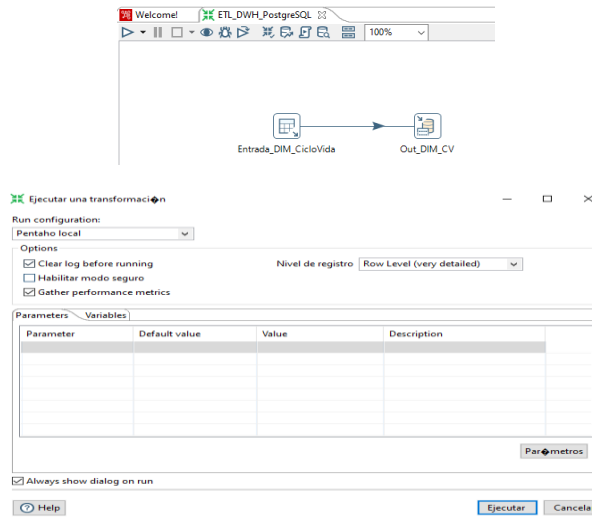 Welcome! ETL_DWH_PostgreSQL
100%
Entrada_DIM_CicloVida Out_DIM_CV
Ejecutar una transformaci�n
Run configuration:
Pentaho local
Options
Clear log before running Nivel de registro Row Level (very detailed)
Habilitar modo seguro
Gather performance metrics
Parameters Variables
Parameter Default value Value Description
Par�metros
Always show dialog on run
Help Ejecutar Cancela